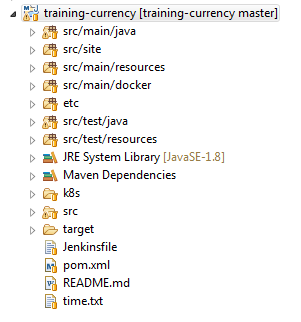 training-currency [training-currency master]
src/main/java
src/site
src/main/resources
src/main/docker
etc
src/test/java
src/test/resources
JRE System Library [JavaSE-1.8]
Maven Dependencies
k8s
src
target
Jenkinsfile
pom.xml
README.md
time.txt